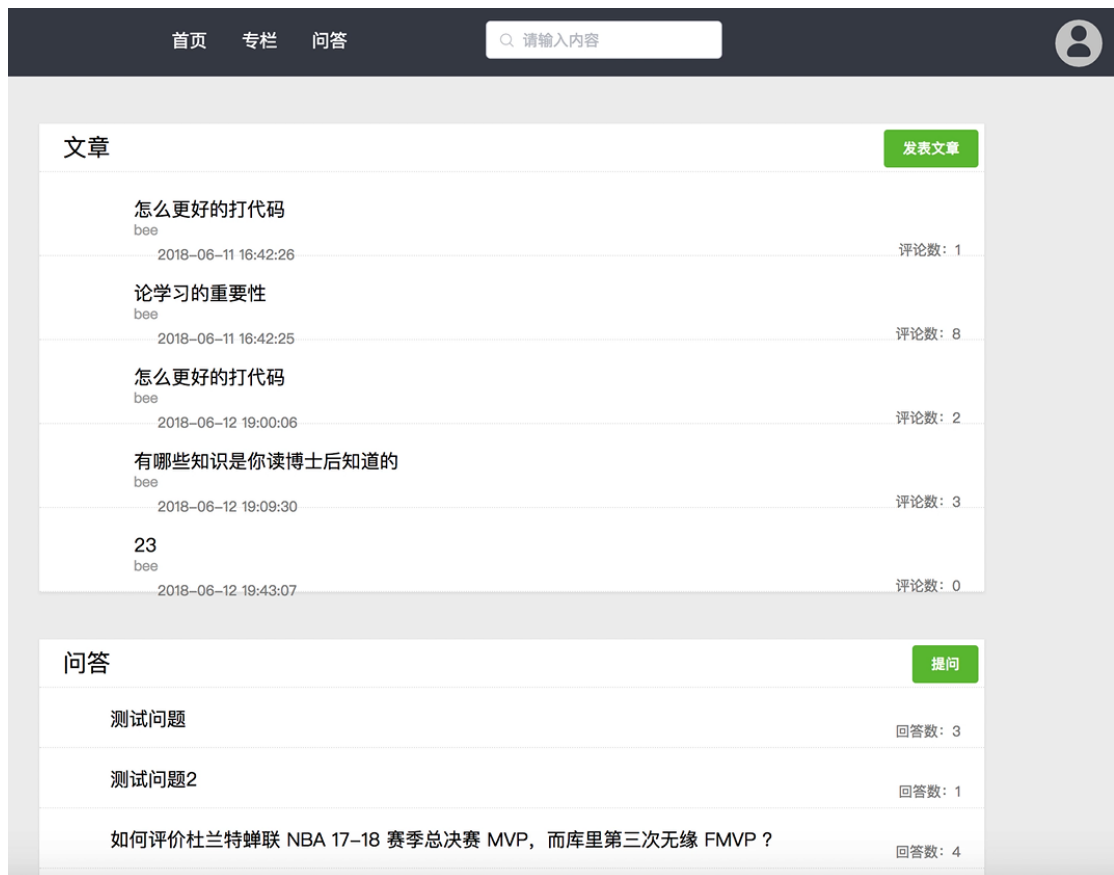 首页 专栏 问答 请输入内容
文章 发表文章
怎么更好的打代码
bee
2018-06-11 16:42:26 评论数：1
论学习的重要性
bee
2018-06-11 16:42:25 评论数：8
怎么更好的打代码
bee
2018-06-12 19:00:06 评论数：2
有哪些知识是你读博士后知道的
bee
2018-06-12 19:09:30 评论数：3
23
bee
2018-06-12 19:43:07 评论数：0
问答 提问
测试问题
回答数：3
测试问题2
回答数：1
如何评价杜兰特蝉联 NBA 17-18 赛季总决赛 MVP，而库里第三次无缘 FMVP？
回答数：4